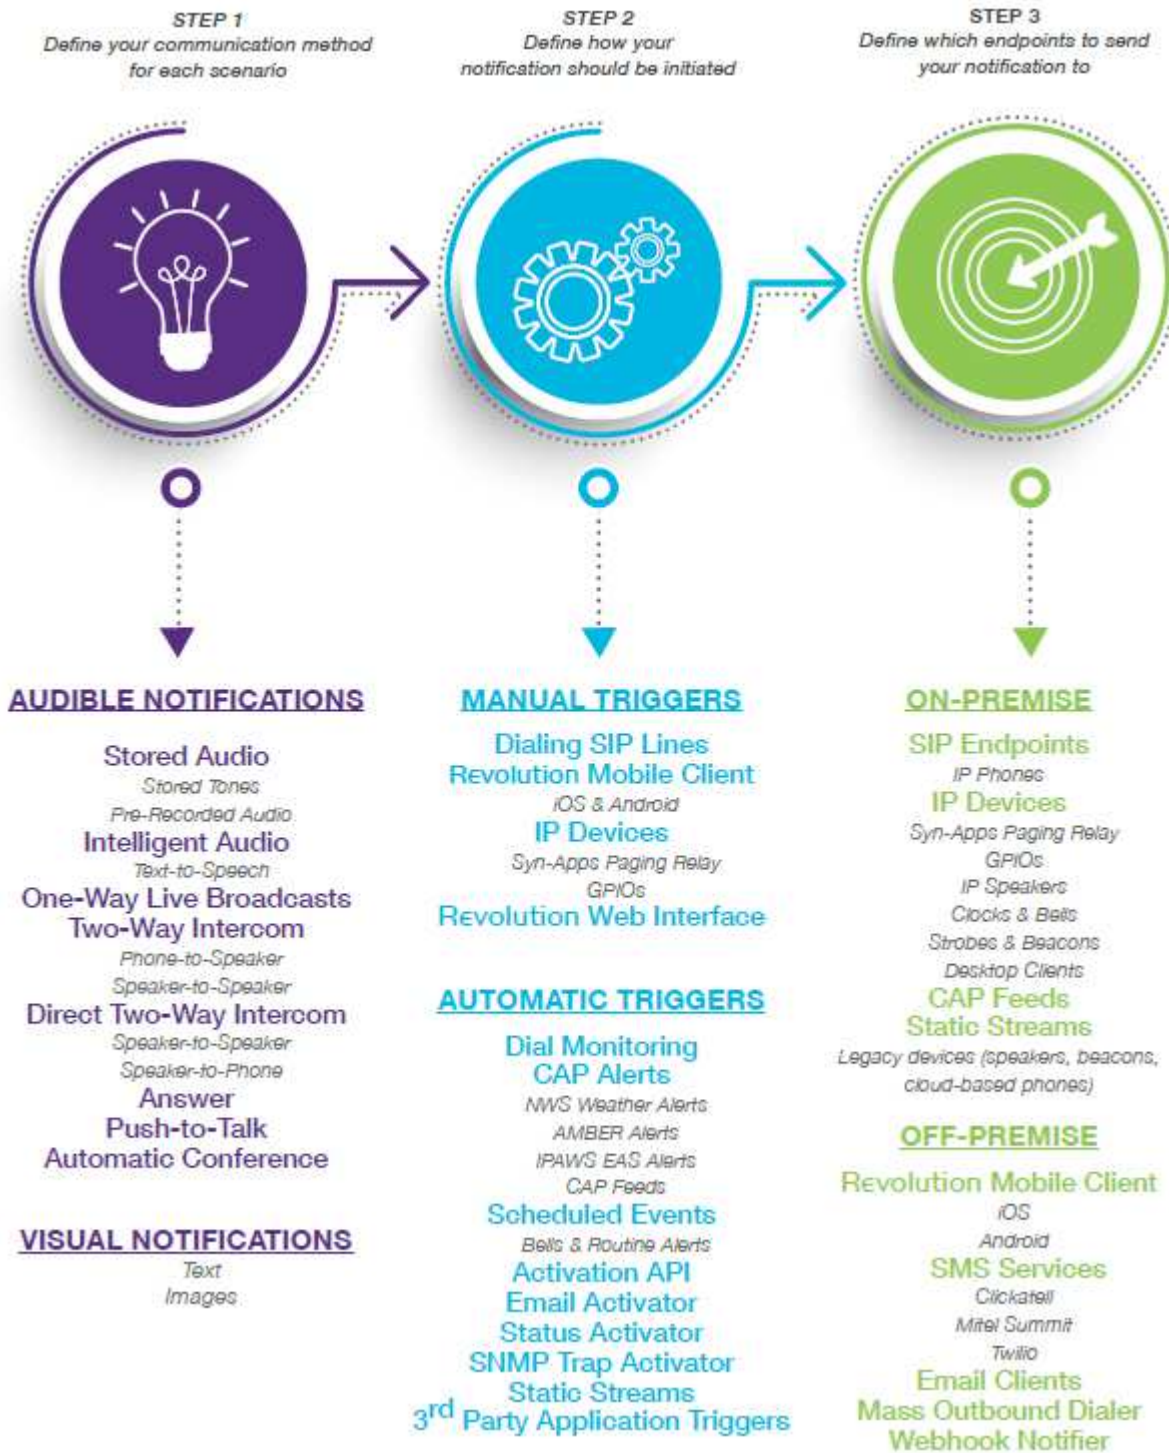 STEP 1
Define your communication method
for each scenario
STEP 2
Define how your
notification should be initiated
STEP 3
Define which endpoints to send
your notification to
AUDIBLE NOTIFICATIONS
Stored Audio
Stored Tones
Pre-Recorded Audio
Intelligent Audio
Text-to-Speech
One-Way Live Broadcasts
Two-Way Intercom
Phone-to-Speaker
Speaker-to-Speaker
Direct Two-Way Intercom
Speaker-to-Speaker
Speaker-to-Phone
Answer
Push-to-Talk
Automatic Conference
VISUAL NOTIFICATIONS
Text
Images
MANUAL TRIGGERS
Dialing SIP Lines
Revolution Mobile Client
iOS & Android
IP Devices
Syn-Apps Paging Relay
GPIOs
Revolution Web Interface
AUTOMATIC TRIGGERS
Dial Monitoring
CAP Alerts
NWS Weather Alerts
AMBER Alerts
IPAWS EAS Alerts
CAP Feeds
Scheduled Events
Bells & Routine Alerts
Activation API
Email Activator
Status Activator
SNMP Trap Activator
Static Streams
3rd Party Application Triggers
ON-PREMISE
SIP Endpoints
IP Phones
IP Devices
Syn-Apps Paging Relay
GPIOs
IP Speakers
Clocks & Bells
Strobes & Beacons
Desktop Clients
CAP Feeds
Static Streams
Legacy devices (speakers, beacons,
cloud-based phones)
OFF-PREMISE
Revolution Mobile Client
iOS
Android
SMS Services
Clickatell
Mitel Summit
Twilio
Email Clients
Mass Outbound Dialer
Webhook Notifier